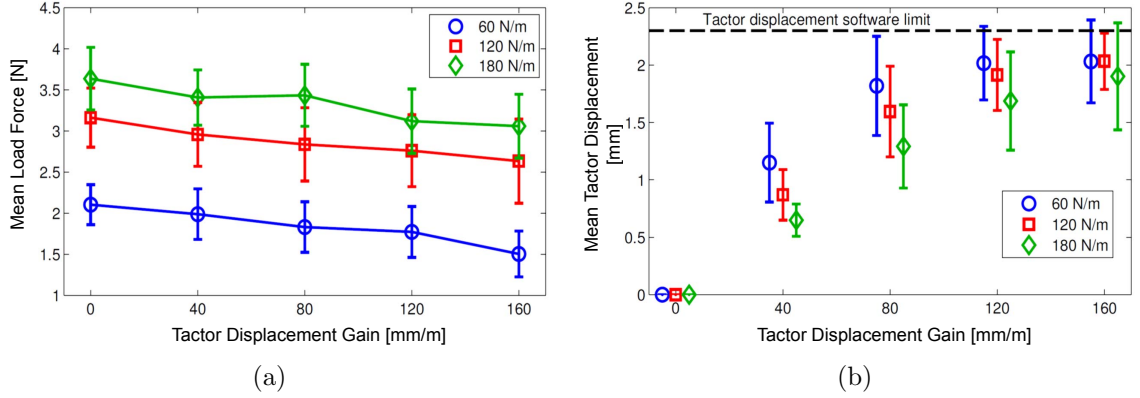 4.5
4
3.5
3
2.5
2
1.5
1
Mean Load Force [N]
60 N/m
120 N/m
180 N/m
0 40 80 120 160
Tactor Displacement Gain [mm/m]
(a)
2.5
2
1.5
1
0.5
0
Mean Tactor Displacement
[mm]
Tactor displacement software limit
60 N/m
120 N/m
180 N/m
0 40 80 120 160
Tactor Displacement Gain [mm/m]
(b)